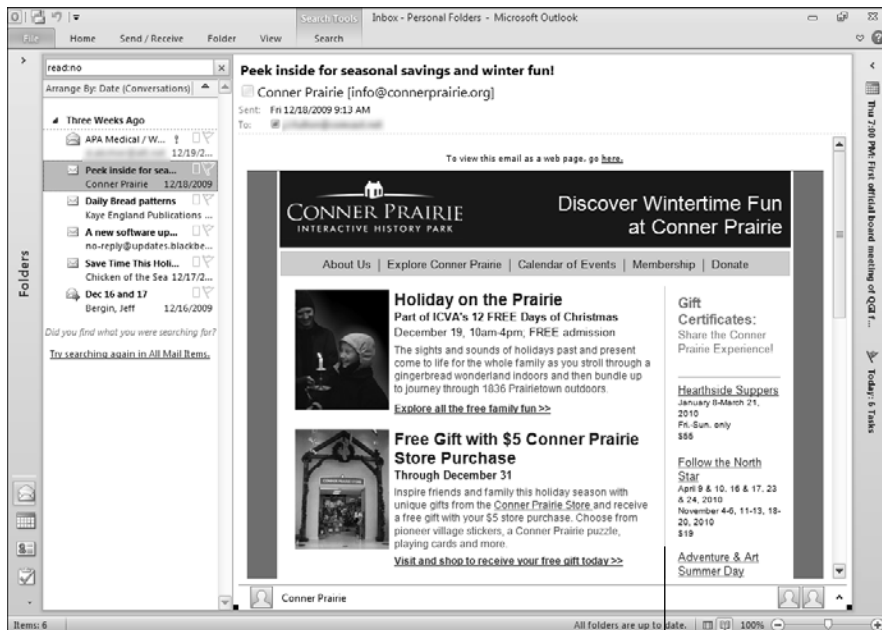 Search Tools
Inbox - Personal Folders - Microsoft Outlook
File Home Send / Receive Folder View Search
read:no
Arrange By: Date (Conversations)
Three Weeks Ago
APA Medical / W...
12/19/2...
Peek inside for sea...
Conner Prairie 12/18/2009
Daily Bread patterns
Kaye England Publications ...
A new software up...
no-reply@updates.blackbe...
Save Time This Holi...
Chicken of the Sea 12/17/2...
Dec 16 and 17
Bergin, Jeff 12/16/2009
Did you find what you were searching for?
Try searching again in All Mail Items.
Folders
Peek inside for seasonal savings and winter fun!
Conner Prairie [info@connerprairie.org]
Sent: Fri 12/18/2009 9:13 AM
To:
To view this email as a web page, go here.
CONNER PRAIRIE
INTERACTIVE HISTORY PARK
Discover Wintertime Fun
at Conner Prairie
About Us | Explore Conner Prairie | Calendar of Events | Membership | Donate
Holiday on the Prairie
Part of ICVA's 12 FREE Days of Christmas
December 19, 10am-4pm; FREE admission
The sights and sounds of holidays past and present
come to life for the whole family as you stroll through a
gingerbread wonderland indoors and then bundle up
to journey through 1836 Prairietown outdoors.
Explore all the free family fun >>
Free Gift with $5 Conner Prairie
Store Purchase
Through December 31
Inspire friends and family this holiday season with
unique gifts from the Conner Prairie Store and receive
a free gift with your $5 store purchase. Choose from
pioneer village stickers, a Conner Prairie puzzle,
playing cards and more.
Visit and shop to receive your free gift today >>
Gift
Certificates:
Share the Conner
Prairie Experience!
Hearthside Suppers
January 8-March 21,
2010
Fri.-Sun. only
$55
Follow the North
Star
April 9 & 10, 16 & 17, 23
& 24, 2010
November 4-6, 11-13, 18-
20, 2010
$19
Adventure & Art
Summer Day
Conner Prairie
Thu 7:00 PM: First official board meeting of QGI f...
Today: 6 Tasks
Items: 6
All folders are up to date.
100%